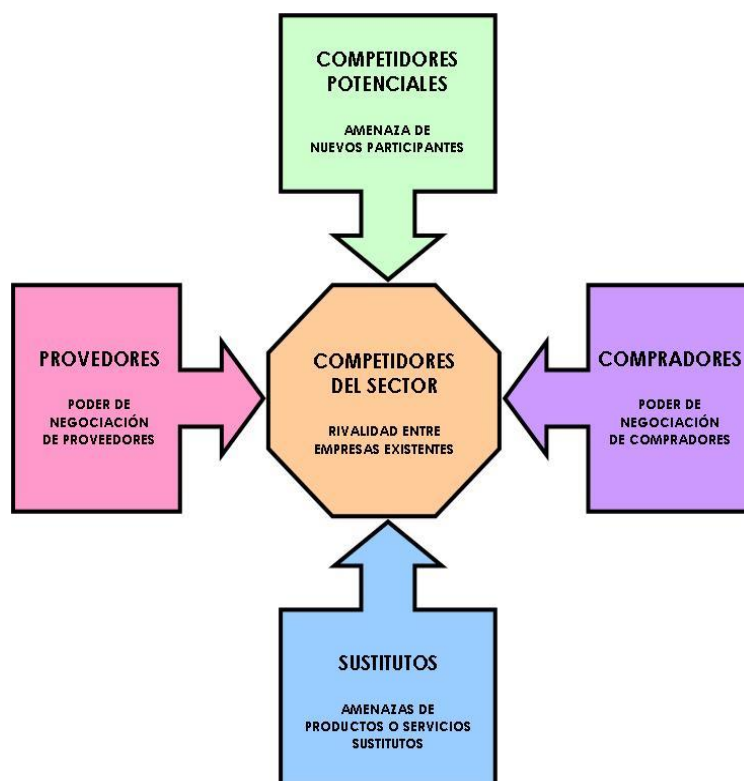 COMPETIDORES
POTENCIALES
AMENAZA DE
NUEVOS PARTICIPANTES
PROVEDORES
PODER DE
NEGOCIACIÓN
DE PROVEEDORES
COMPETIDORES
DEL SECTOR
RIVALIDAD ENTRE
EMPRESAS EXISTENTES
COMPRADORES
PODER DE
NEGOCIACIÓN
DE COMPRADORES
SUSTITUTOS
AMENAZAS DE
PRODUCTOS O SERVICIOS
SUSTITUTOS